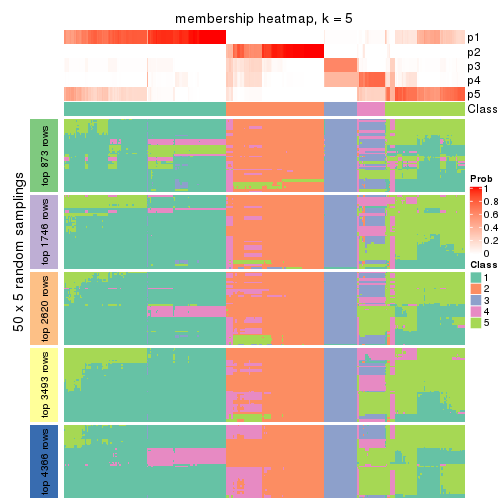 membership heatmap, k = 5
p1
p2
p3
p4
p5
Class
50 x 5 random samplings
top 873 rows
top 1746 rows
top 2620 rows
top 3493 rows
top 4366 rows
Prob
1
0.8
0.6
0.4
0.2
0
Class
1
2
3
4
5